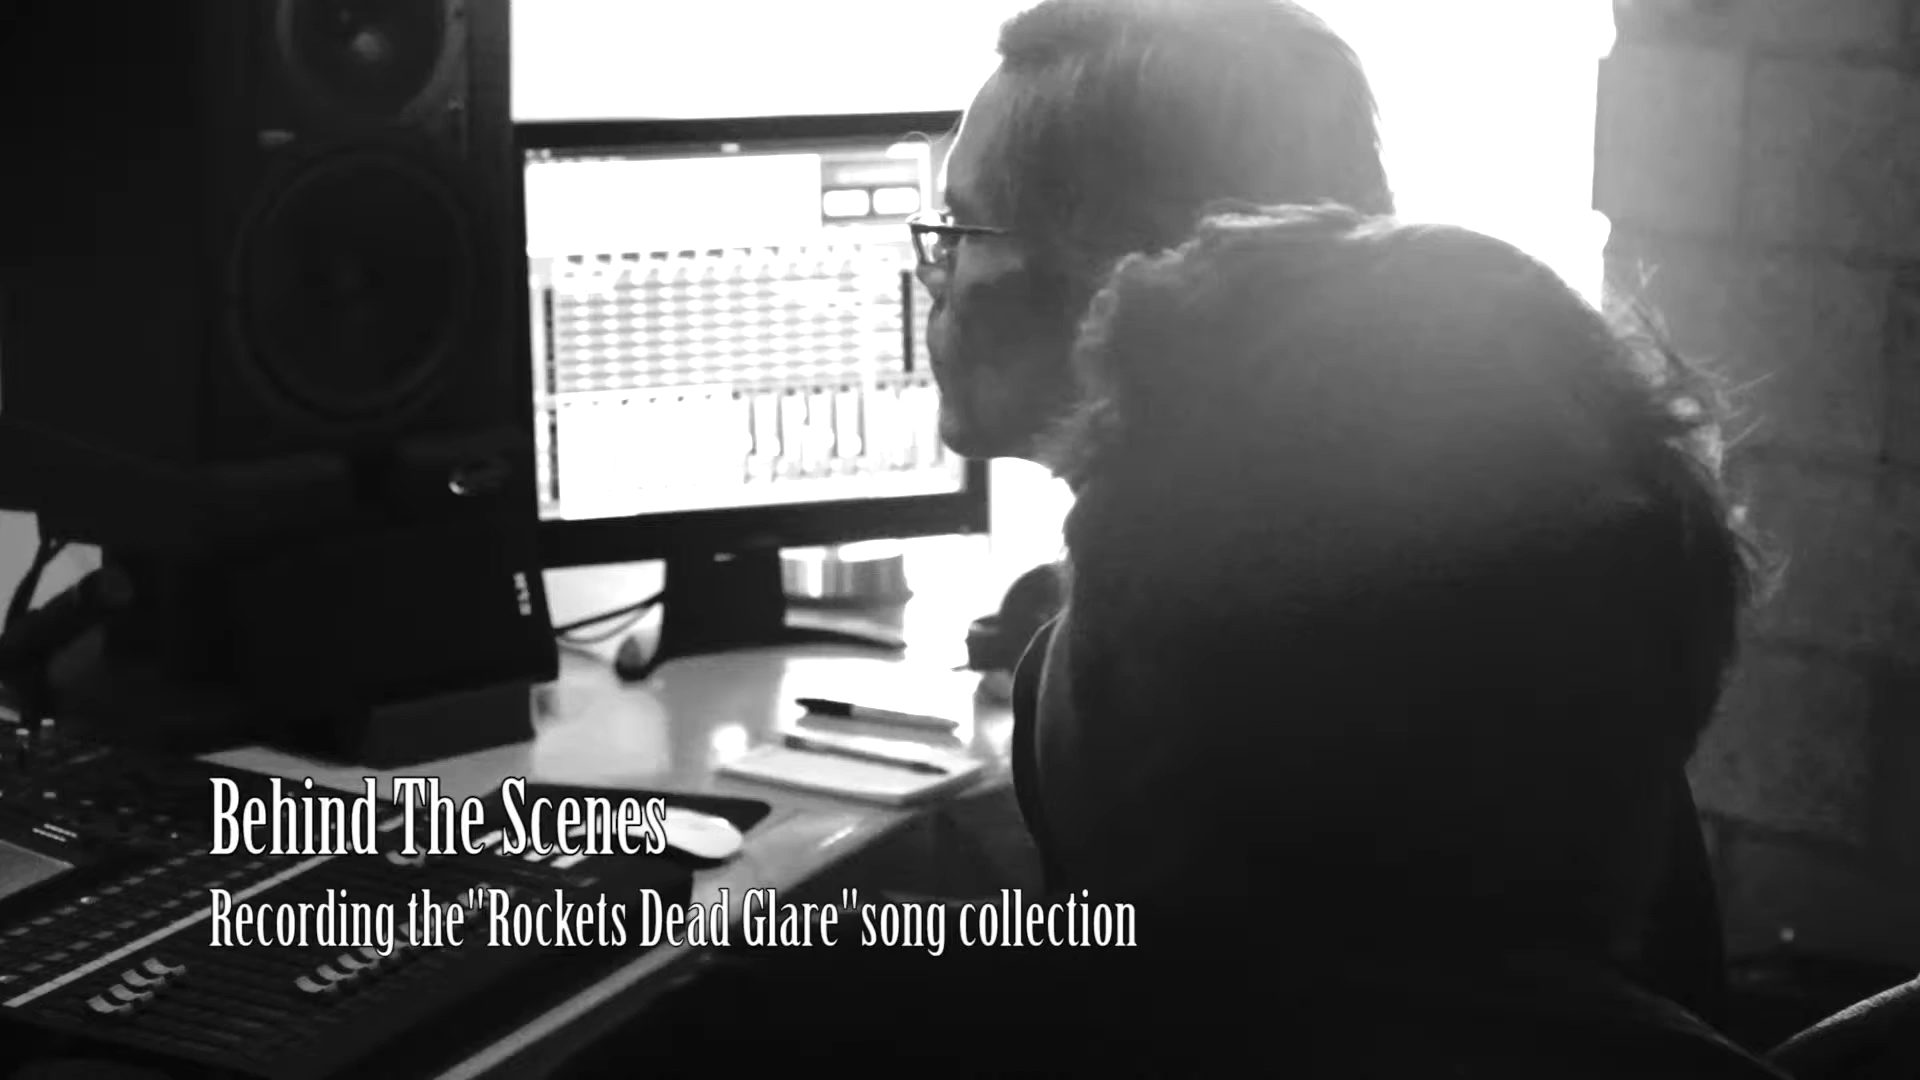 Behind The Scenes
Recording the"Rockets Dead Glare"song collection